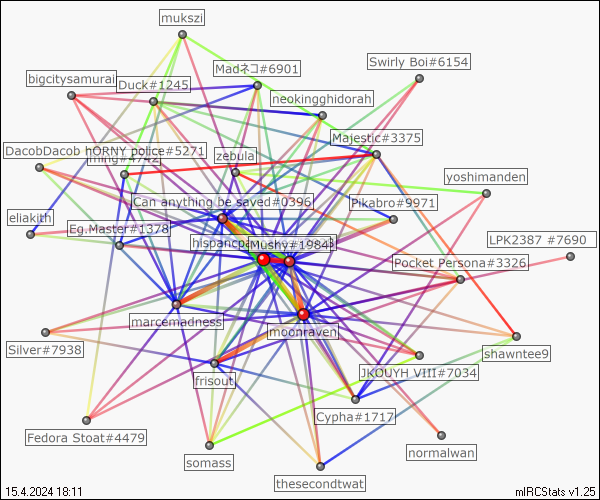 mukszi
Swirly Boi#6154
Madネコ#6901
bigcitysamurai
Duck#1245
neokingghidorah
Majestic#3375
DacobDacob hORNY police#5271
ming#4742
zebula
yoshimanden
Can anything be saved#0396
Pikabro#9971
eliakith
Eg.Master#1378
LPK2387 #7690
Mushy#1984
Pocket Persona#3326
marcemadness
moonraven
Silver#7938
shawntee9
JKOUYH VIII#7034
frisout
Cypha#1717
Fedora Stoat#4479
normalwan
somass
thesecondtwat
15.4.2024 18:11
mIRCStats v1.25